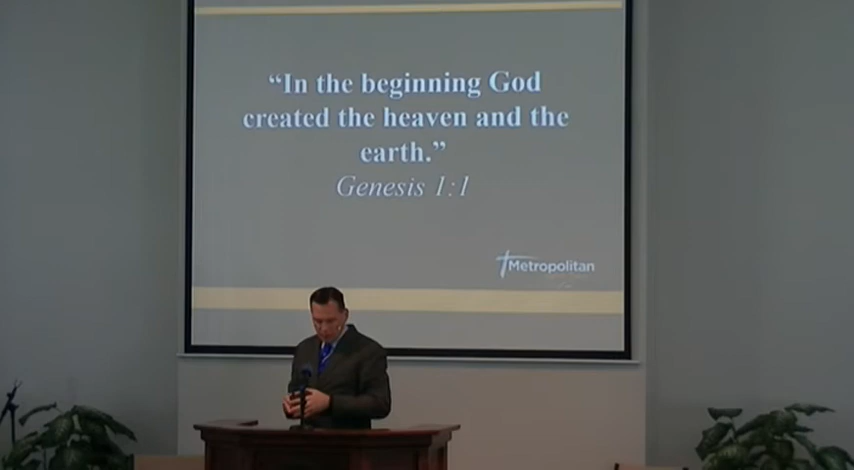 “In the beginning God
created the heaven and the
earth.”
Genesis 1:1
Metropolitan